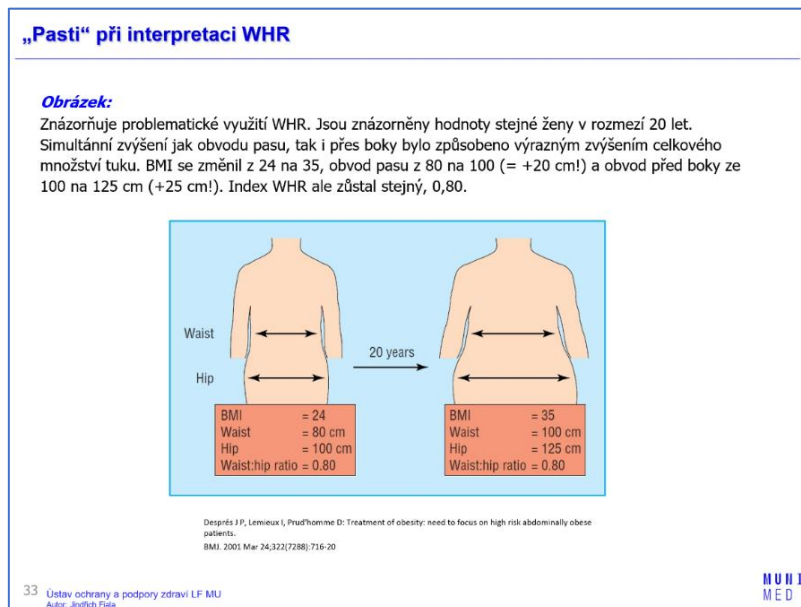 „Pasti“ při interpretaci WHR
Obrázek:
Znázorňuje problematické využití WHR. Jsou znázorněny hodnoty stejné ženy v rozmezí 20 let.
Simultánní zvýšení jak obvodu pasu, tak i přes boky bylo způsobeno výrazným zvýšením celkového
množství tuku. BMI se změnil z 24 na 35, obvod pasu z 80 na 100 (= +20 cm!) a obvod před boky ze
100 na 125 cm (+25 cm!). Index WHR ale zůstal stejný, 0,80.
Waist
20 years
Hip
BMI = 24
Waist = 80 cm
Hip = 100 cm
Waist:hip ratio = 0.80
BMI = 35
Waist = 100 cm
Hip = 125 cm
Waist:hip ratio = 0.80
Després J P, Lemieux I, Prud'homme D: Treatment of obesity: need to focus on high risk abdominally obese
patients.
BMJ. 2001 Mar 24;322(7288):716-20
33 Ústav ochrany a podpory zdraví LF MU
Autor: Jindřich Fiala
MUNI
MED